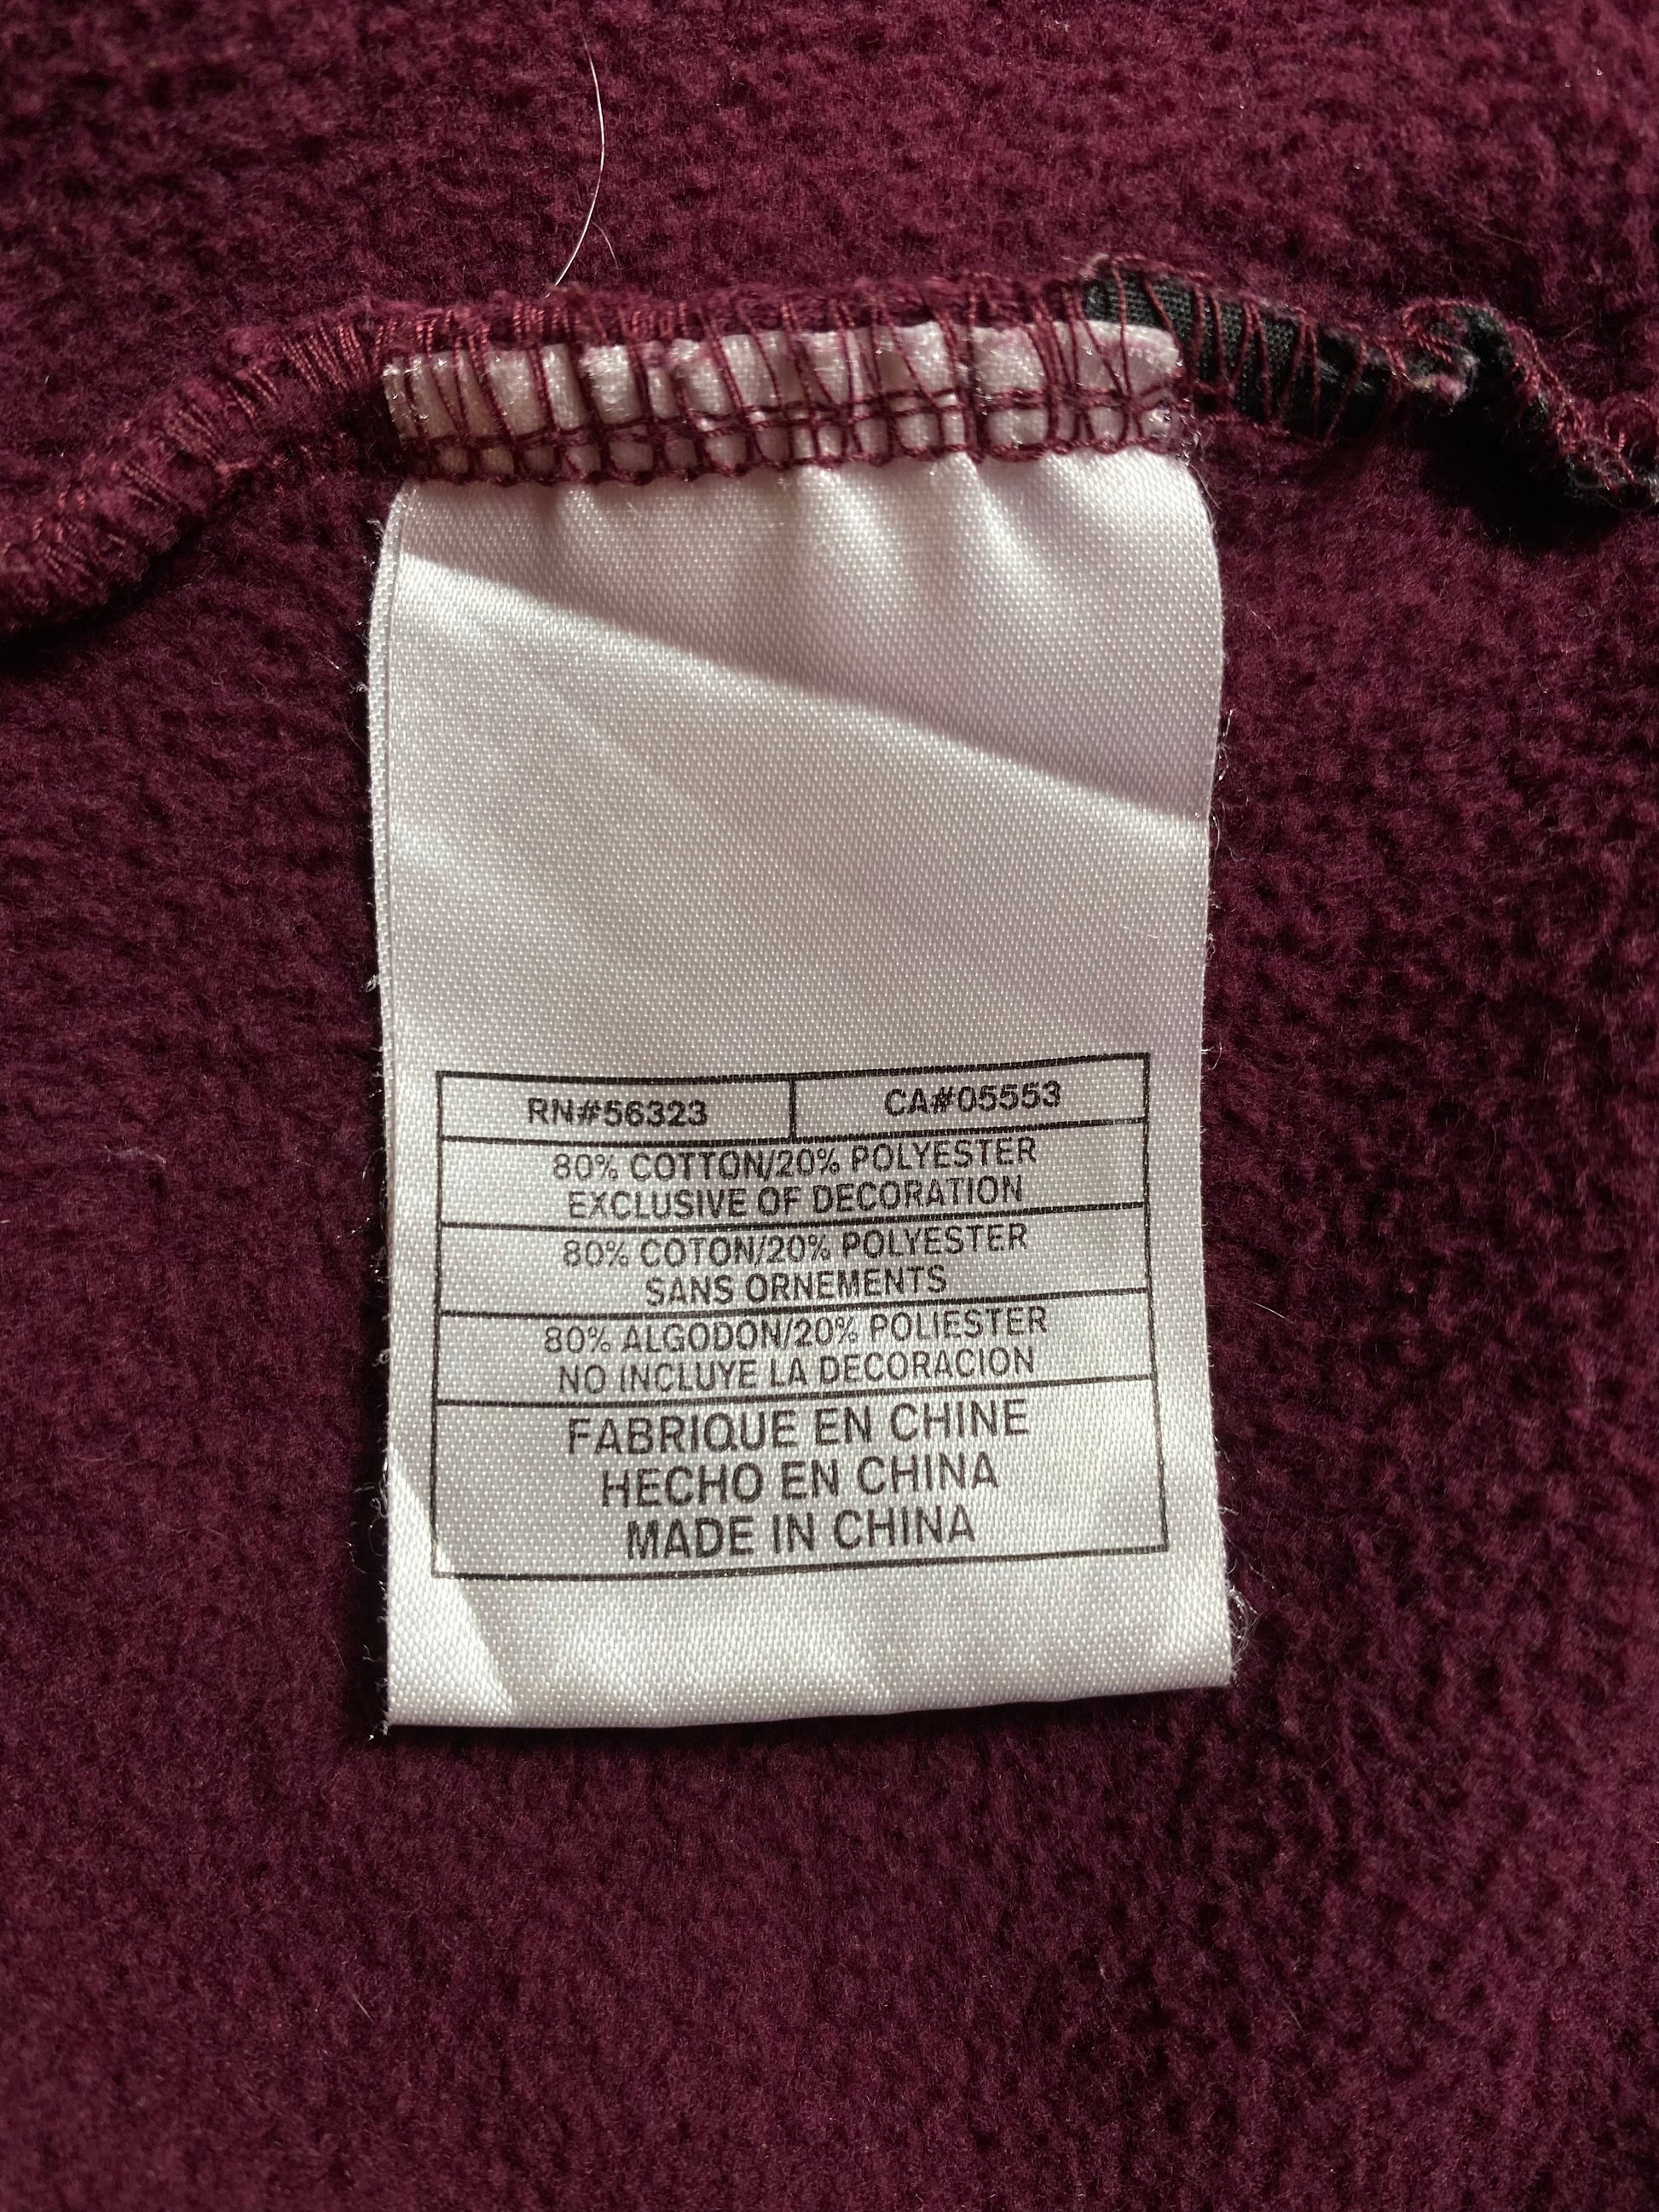 RN#56323 CA#05553
80% COTTON/20% POLYESTER
EXCLUSIVE OF DECORATION
80% COTON/20% POLYESTER
SANS ORNEMENTS
80% ALGODON/20% POLIESTER
NO INCLUYE LA DECORACION
FABRIQUE EN CHINE
HECHO EN CHINA
MADE IN CHINA